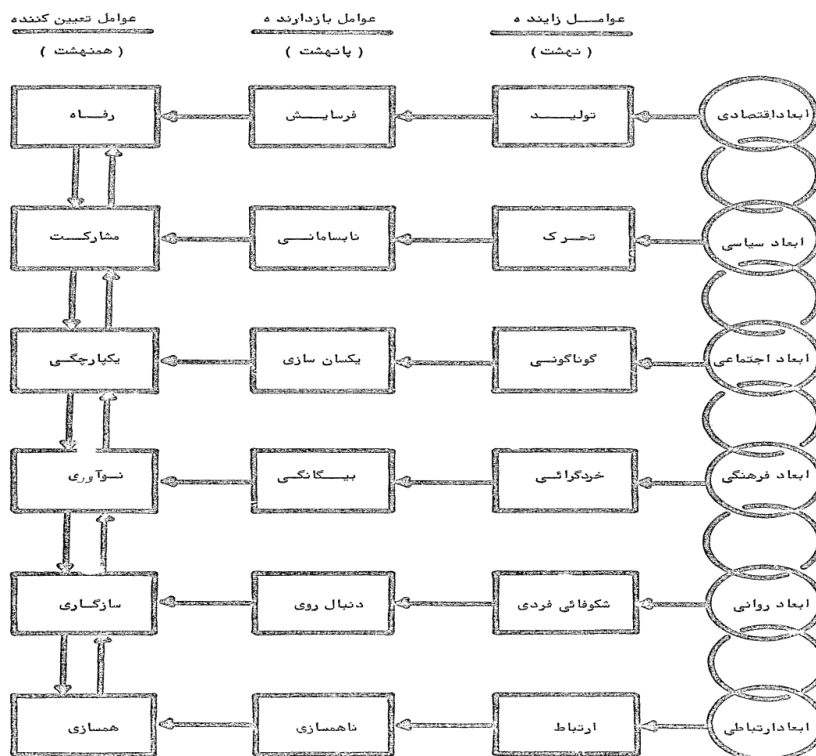 عوامل زاینده
عوامل بازدارنده
عوامل تعیین کننده
( نهشت )
( پانهشت )
( همنهشت )
ابعاد اقتصادی
تولید
فرسایش
رفاه
ابعاد سیاسی
تحرک
نابسامانی
مشارکت
ابعاد اجتماعی
گوناگونی
یکسان سازی
یکپارچگی
ابعاد فرهنگی
خردگرائی
بیگانگی
نوآوری
ابعاد روانی
شکوفائی فردی
دنبال روی
سازگاری
ابعاد ارتباطی
ارتباط
ناهمسازی
همسازی